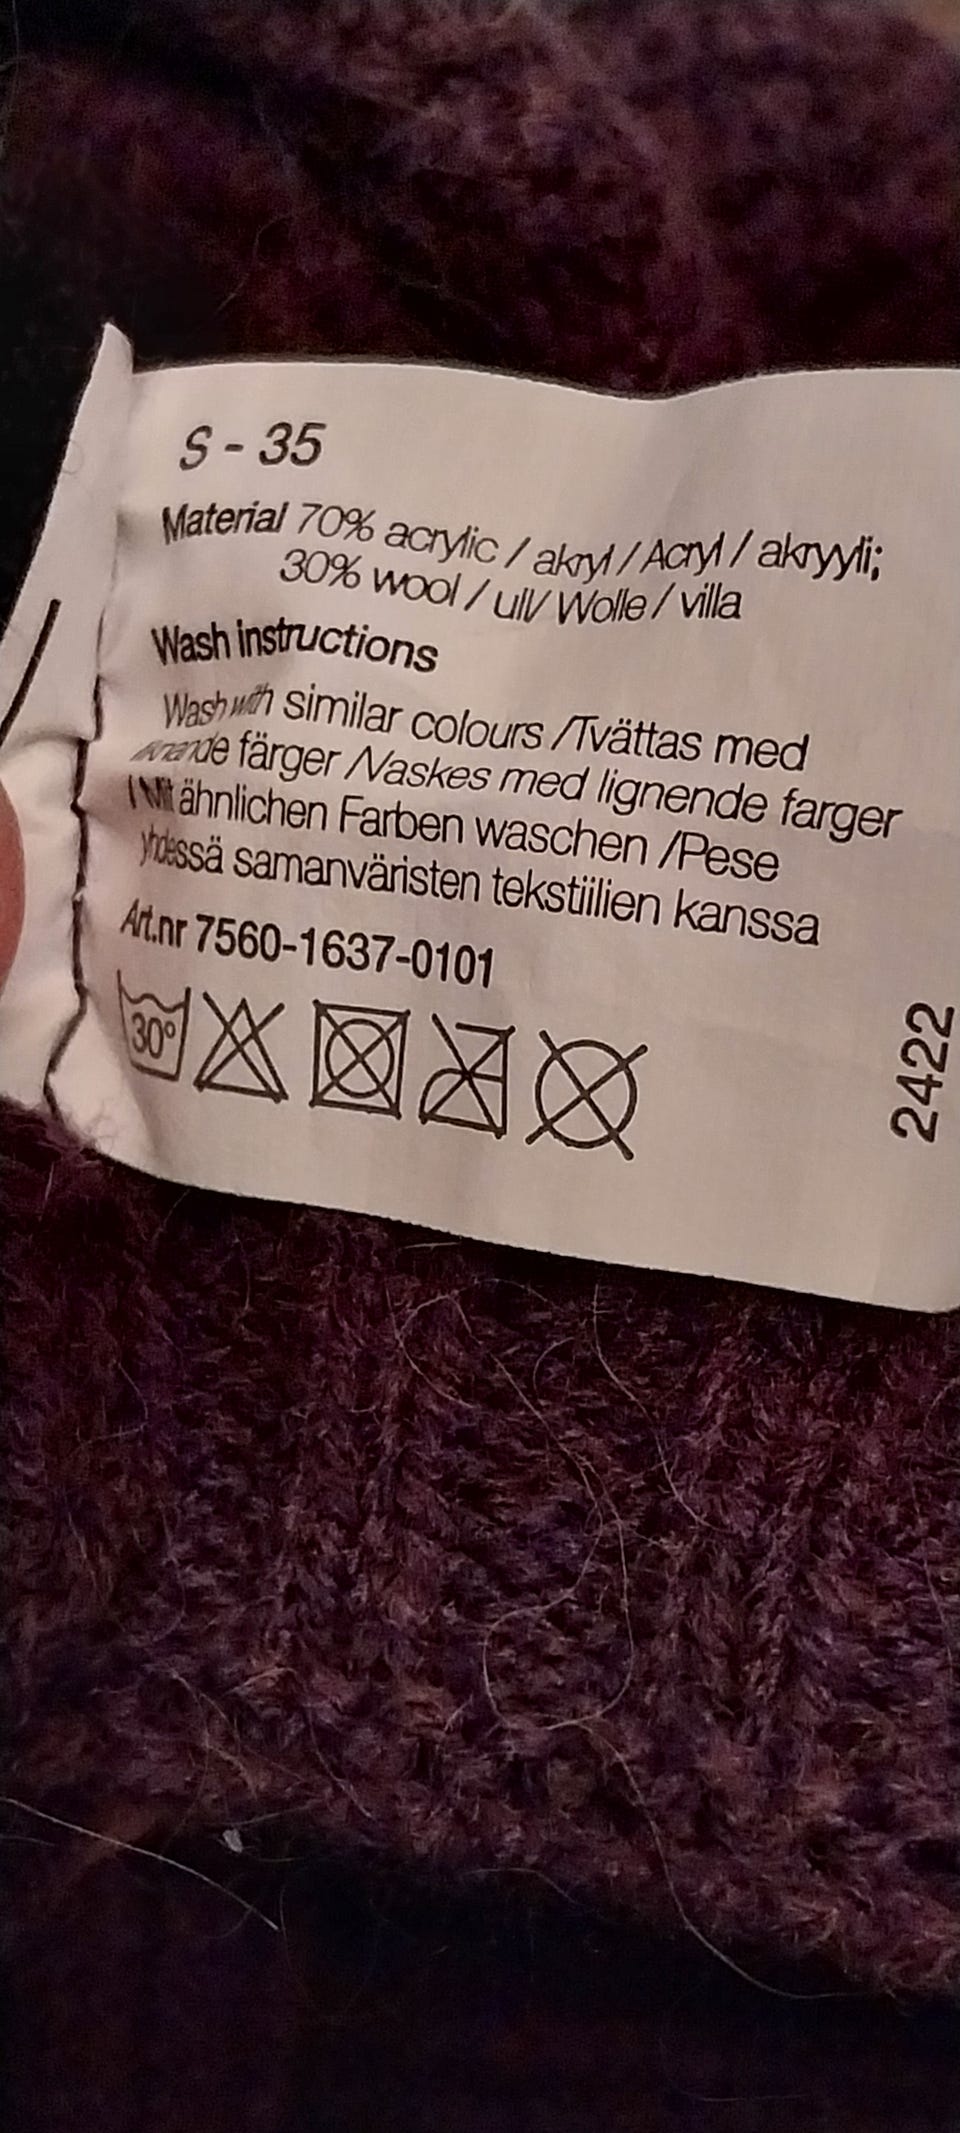 S - 35
Material 70% acrylic / akryl / Acryl / akryyli;
30% wool / ull/ Wolle / villa
Wash instructions
Wash with similar colours /Tvättas med
färger /Vaskes med lignende farger
/ Mit ähnlichen Farben waschen /Pese
yhdessä samanväristen tekstiilien kanssa
Art.nr 7560-1637-0101
30°
2422